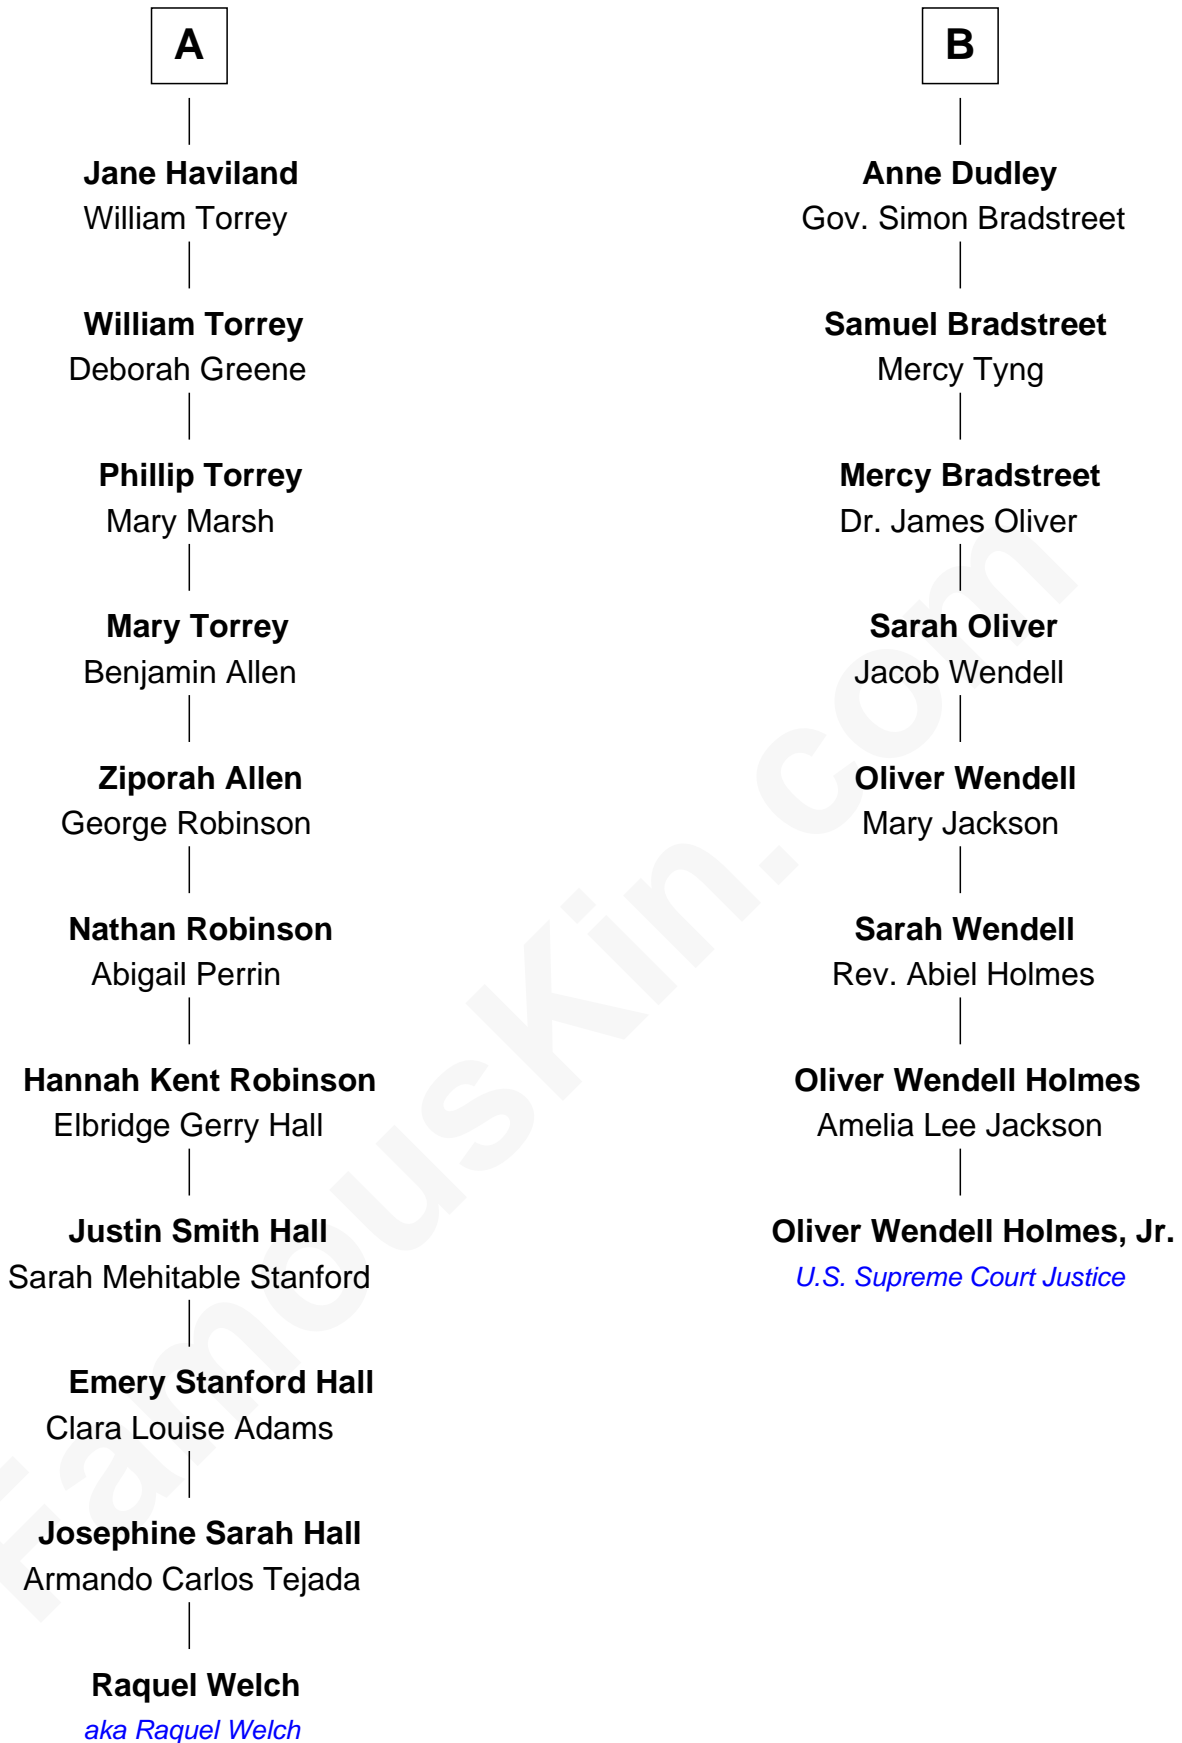 A
Jane Haviland
William Torrey
William Torrey
Deborah Greene
Phillip Torrey
Mary Marsh
Mary Torrey
Benjamin Allen
Ziporah Allen
George Robinson
Nathan Robinson
Abigail Perrin
Hannah Kent Robinson
Elbridge Gerry Hall
Justin Smith Hall
Sarah Mehitable Stanford
Emery Stanford Hall
Clara Louise Adams
Josephine Sarah Hall
Armando Carlos Tejada
Raquel Welch
aka Raquel Welch
B
Anne Dudley
Gov. Simon Bradstreet
Samuel Bradstreet
Mercy Tyng
Mercy Bradstreet
Dr. James Oliver
Sarah Oliver
Jacob Wendell
Oliver Wendell
Mary Jackson
Sarah Wendell
Rev. Abiel Holmes
Oliver Wendell Holmes
Amelia Lee Jackson
Oliver Wendell Holmes, Jr.
U.S. Supreme Court Justice
FamousKin.com